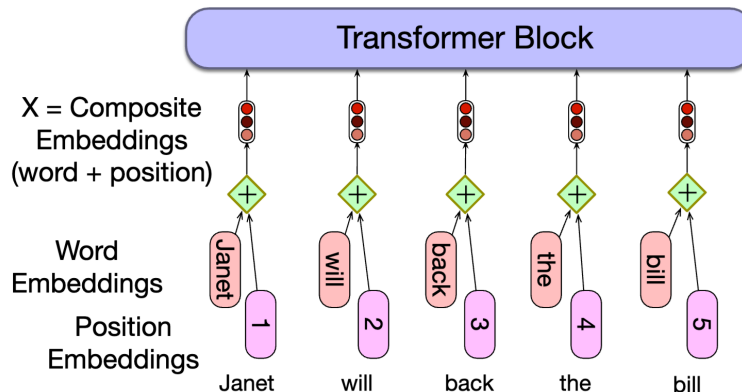 Transformer Block
X = Composite
Embeddings
(word + position)
+ + + + +
Word
Embeddings
Janet will back the bill
Position
Embeddings
1 2 3 4 5
Janet will back the bill